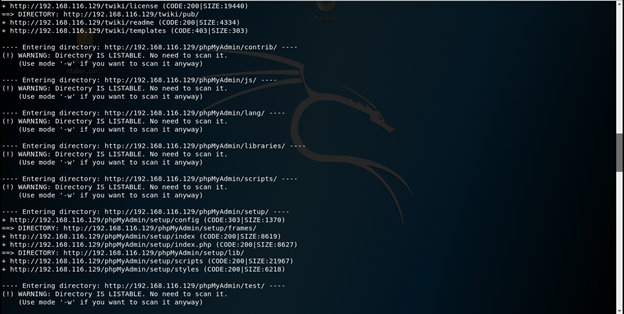 + http://192.168.116.129/twiki/license (CODE:200|SIZE:19440)
==> DIRECTORY: http://192.168.116.129/twiki/pub/
+ http://192.168.116.129/twiki/readme (CODE:200|SIZE:4334)
+ http://192.168.116.129/twiki/templates (CODE:403|SIZE:303)
---- Entering directory: http://192.168.116.129/phpMyAdmin/contrib/ ----
(!) WARNING: Directory IS LISTABLE. No need to scan it.
(Use mode '-w' if you want to scan it anyway)
---- Entering directory: http://192.168.116.129/phpMyAdmin/js/ ----
(!) WARNING: Directory IS LISTABLE. No need to scan it.
(Use mode '-w' if you want to scan it anyway)
---- Entering directory: http://192.168.116.129/phpMyAdmin/lang/ ----
(!) WARNING: Directory IS LISTABLE. No need to scan it.
(Use mode '-w' if you want to scan it anyway)
---- Entering directory: http://192.168.116.129/phpMyAdmin/libraries/ ----
(!) WARNING: Directory IS LISTABLE. No need to scan it.
(Use mode '-w' if you want to scan it anyway)
---- Entering directory: http://192.168.116.129/phpMyAdmin/scripts/ ----
(!) WARNING: Directory IS LISTABLE. No need to scan it.
(Use mode '-w' if you want to scan it anyway)
---- Entering directory: http://192.168.116.129/phpMyAdmin/setup/ ----
+ http://192.168.116.129/phpMyAdmin/setup/config (CODE:303|SIZE:1370)
==> DIRECTORY: http://192.168.116.129/phpMyAdmin/setup/frames/
+ http://192.168.116.129/phpMyAdmin/setup/index (CODE:200|SIZE:8619)
+ http://192.168.116.129/phpMyAdmin/setup/index.php (CODE:200|SIZE:8627)
==> DIRECTORY: http://192.168.116.129/phpMyAdmin/setup/lib/
+ http://192.168.116.129/phpMyAdmin/setup/scripts (CODE:200|SIZE:21967)
+ http://192.168.116.129/phpMyAdmin/setup/styles (CODE:200|SIZE:6218)
---- Entering directory: http://192.168.116.129/phpMyAdmin/test/ ----
(!) WARNING: Directory IS LISTABLE. No need to scan it.
(Use mode '-w' if you want to scan it anyway)